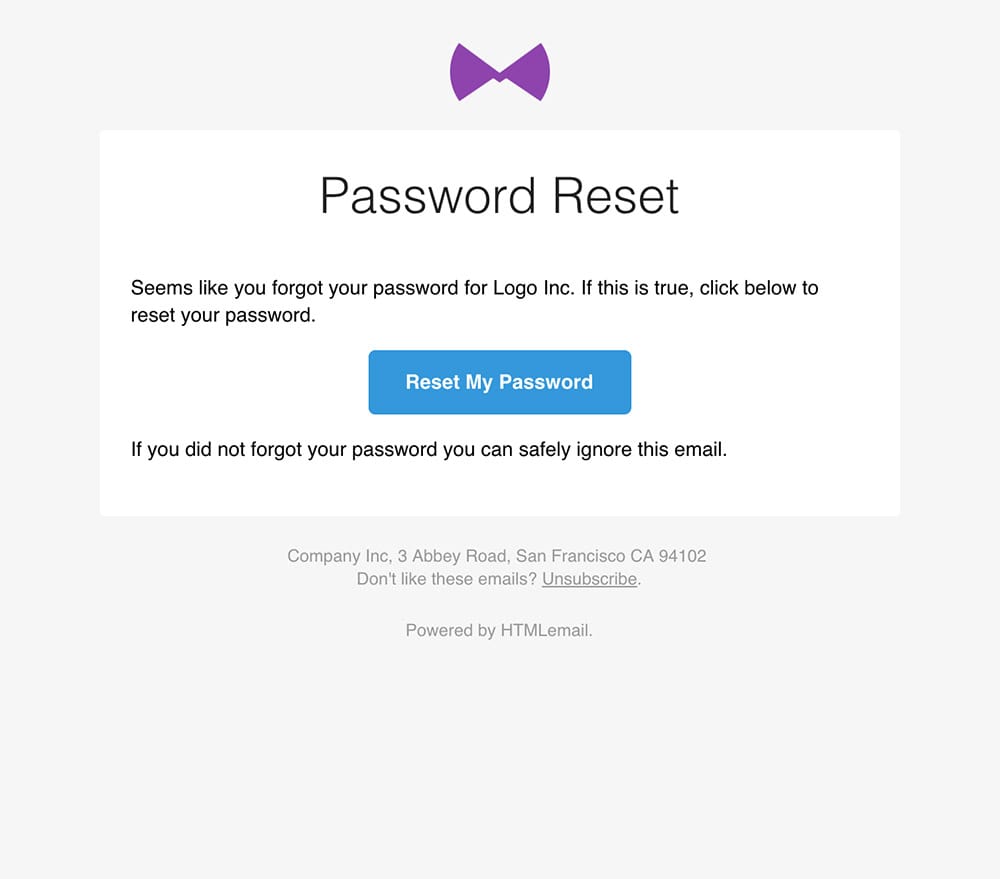 Password Reset
Seems like you forgot your password for Logo Inc. If this is true, click below to
reset your password.
Reset My Password
If you did not forgot your password you can safely ignore this email.
Company Inc, 3 Abbey Road, San Francisco CA 94102
Don't like these emails? Unsubscribe.
Powered by HTMLemail.